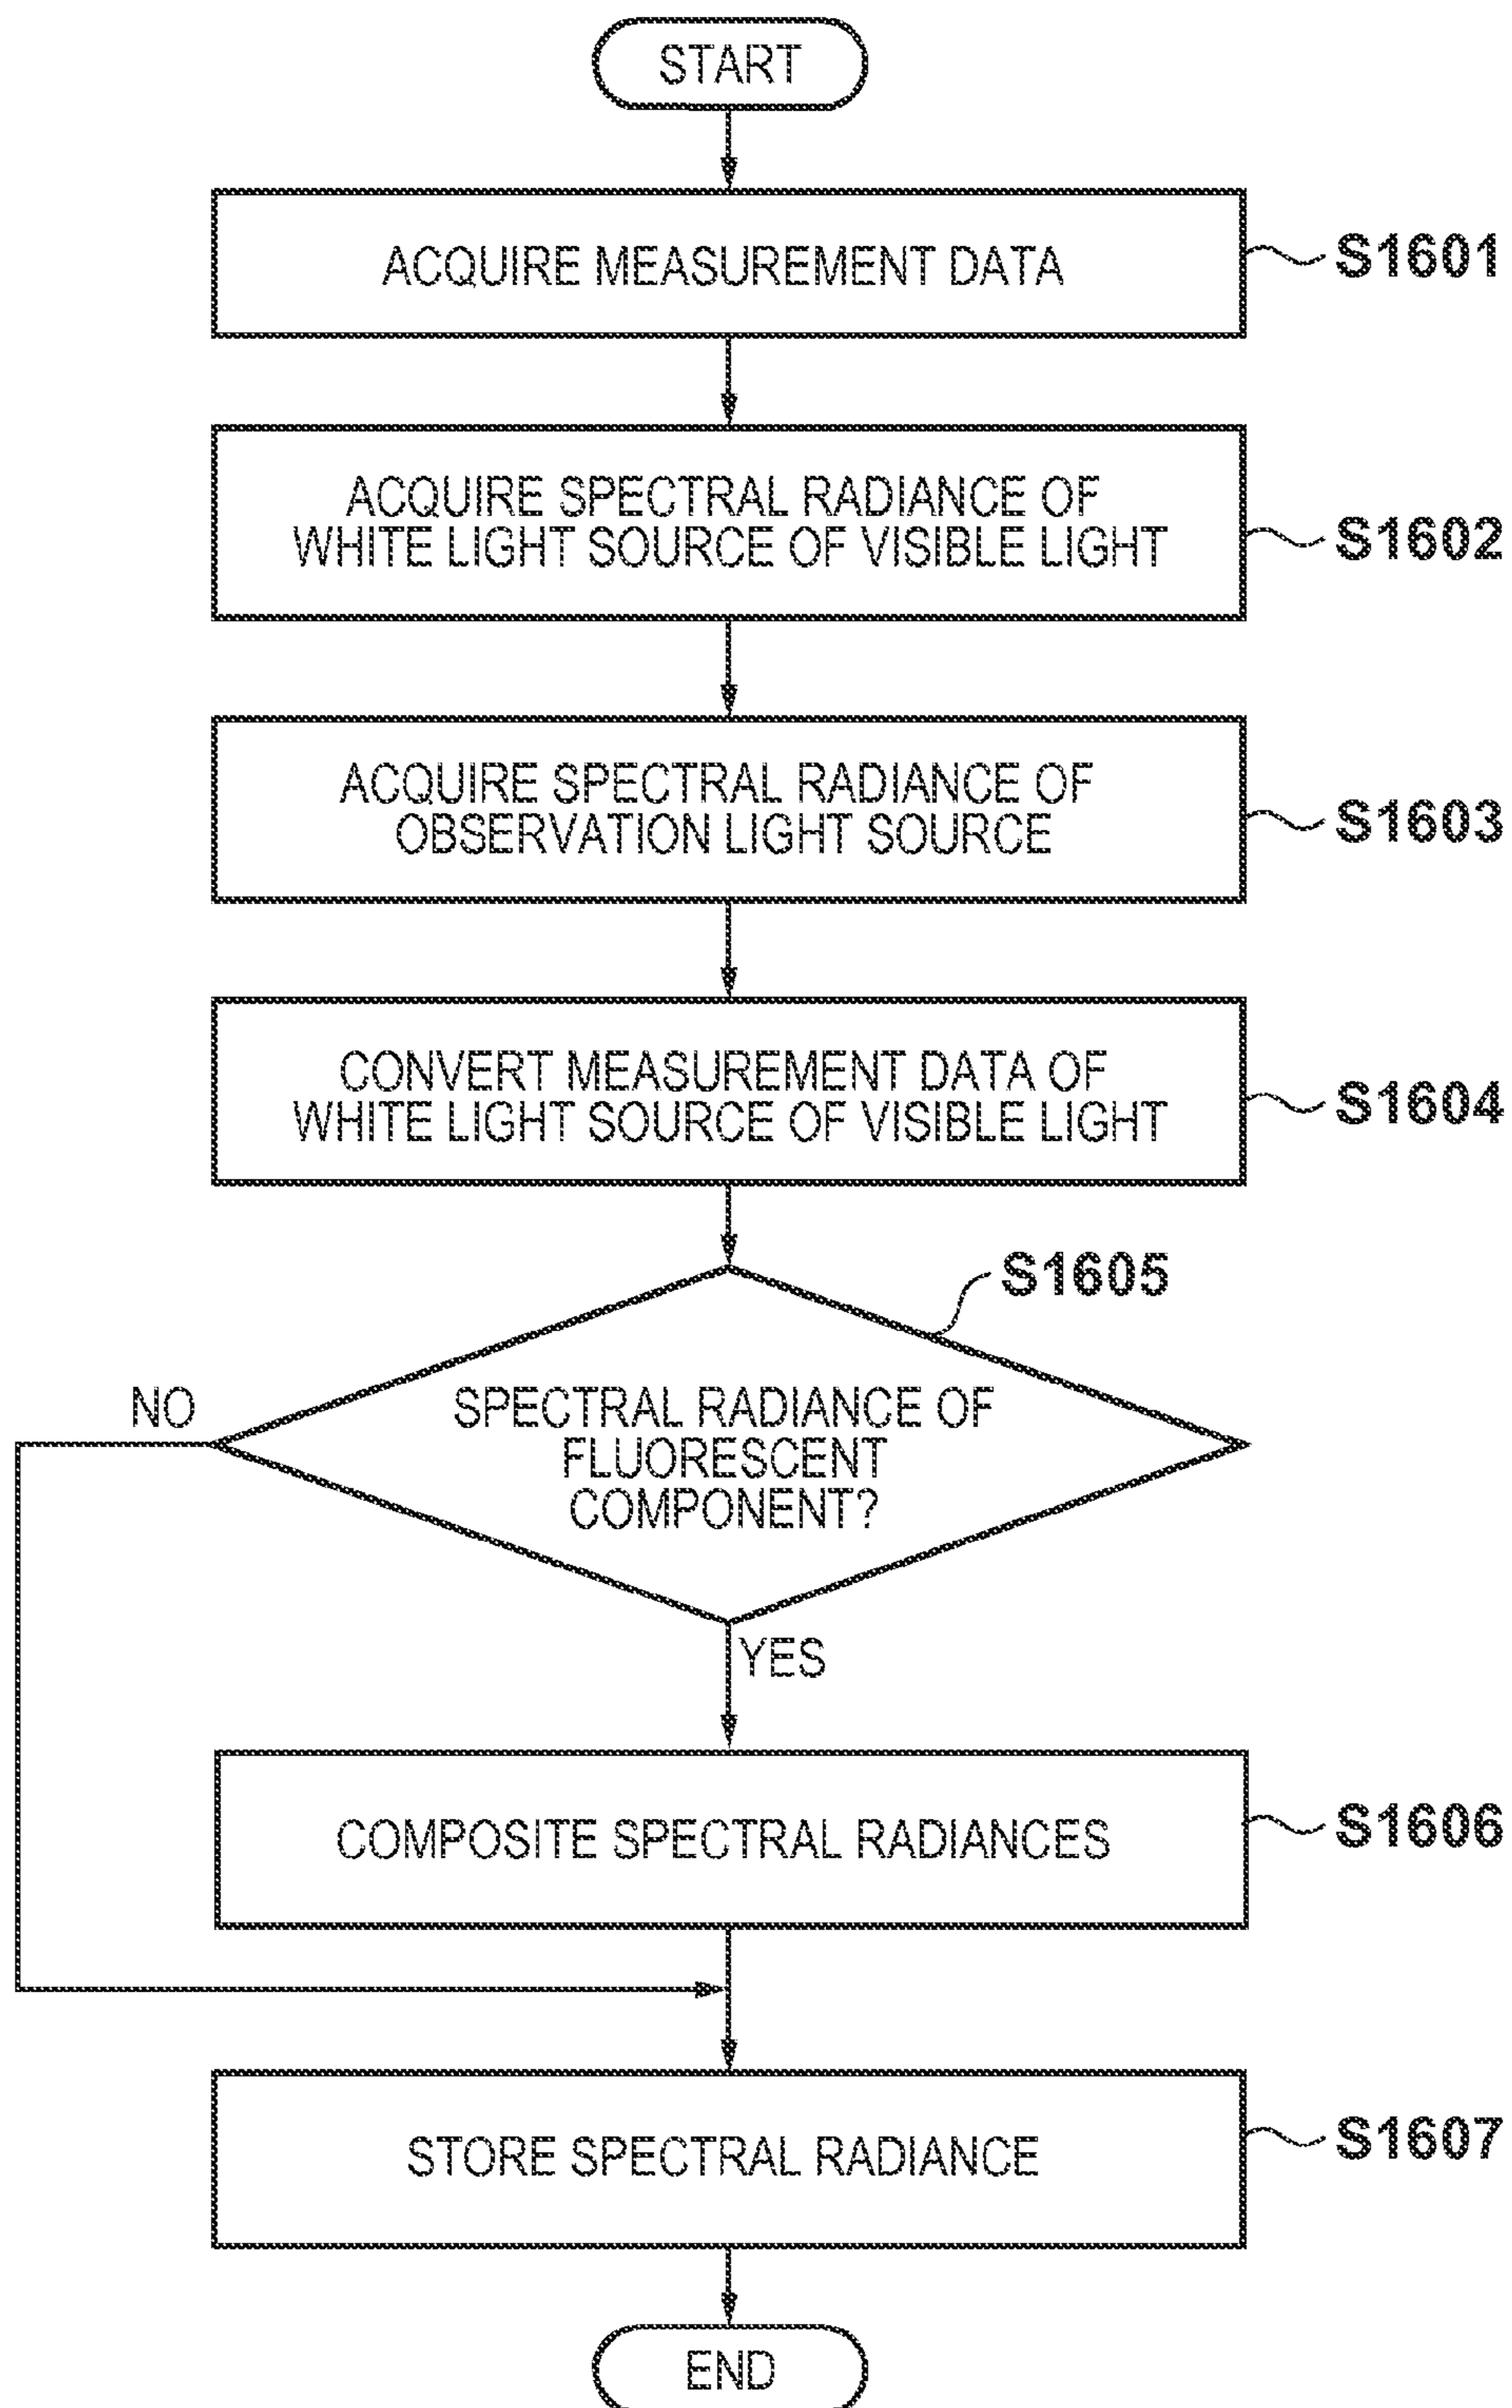 START
ACQUIRE MEASUREMENT DATA
S1601
ACQUIRE SPECTRAL RADIANCE OF
WHITE LIGHT SOURCE OF VISIBLE LIGHT
S1602
ACQUIRE SPECTRAL RADIANCE OF
OBSERVATION LIGHT SOURCE
S1603
CONVERT MEASUREMENT DATA OF
WHITE LIGHT SOURCE OF VISIBLE LIGHT
S1604
S1605
NO
SPECTRAL RADIANCE OF
FLUORESCENT
COMPONENT?
YES
COMPOSITE SPECTRAL RADIANCES
S1606
STORE SPECTRAL RADIANCE
S1607
END